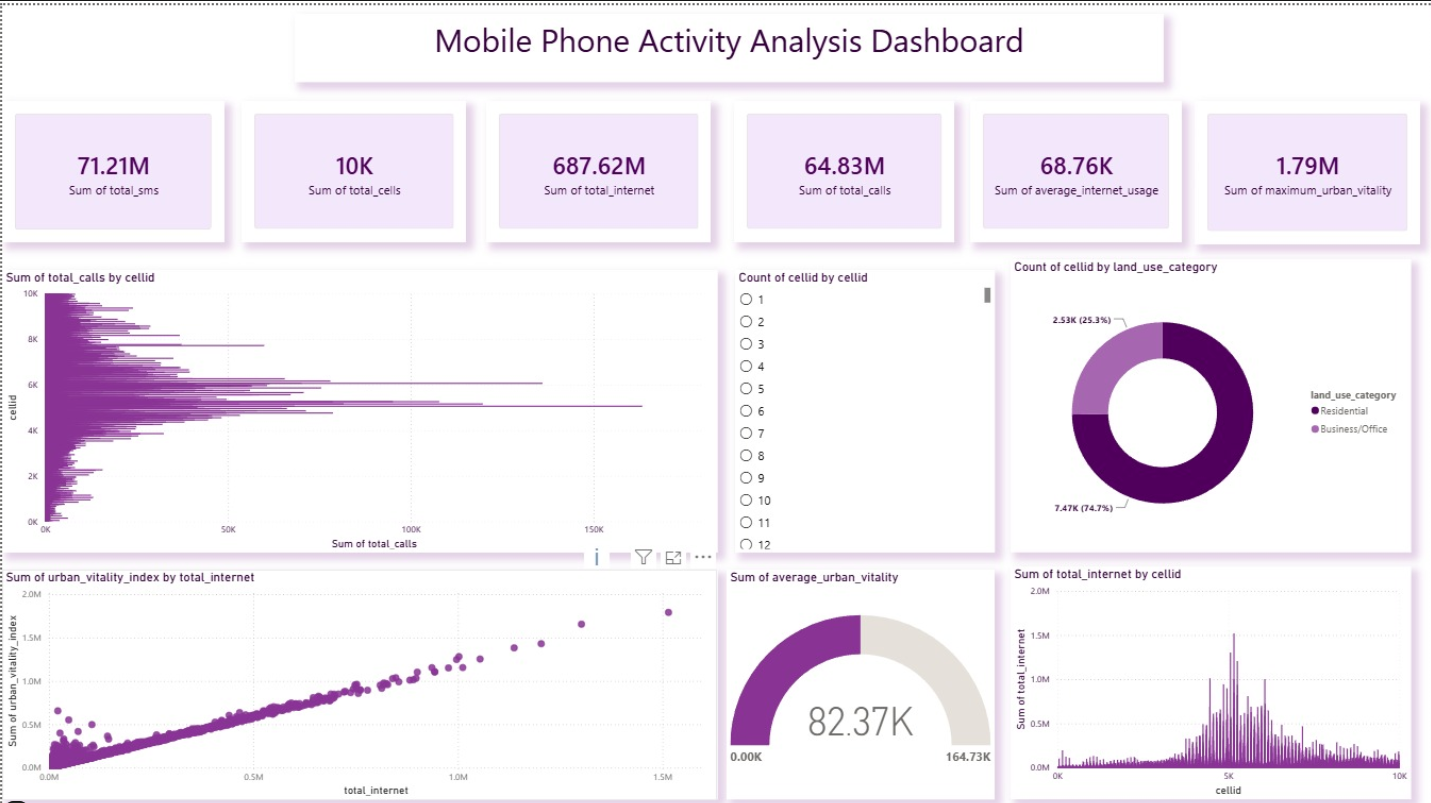 Mobile Phone Activity Analysis Dashboard
71.21M
Sum of total_sms
10K
Sum of total_cells
687.62M
Sum of total_internet
64.83M
Sum of total_calls
68.76K
Sum of average_internet_usage
1.79M
Sum of maximum_urban_vitality
Sum of total_calls by cellid
10K
8K
6K
4K
2K
0K
cellid
0K
50K
100K
150K
Sum of total_calls
Count of cellid by cellid
1
2
3
4
5
6
7
8
9
10
11
12
Count of cellid by land_use_category
2.53K (25.3%)
7.47K (74.7%)
land_use_category
Residential
Business/Office
Sum of urban_vitality_index by total_internet
2.0M
1.5M
1.0M
0.5M
0.0M
Sum of urban_vitality_index
0.0M
0.5M
1.0M
1.5M
total_internet
Sum of average_urban_vitality
82.37K
0.00K
164.73K
Sum of total_internet by cellid
2.0M
1.5M
1.0M
0.5M
0.0M
Sum of total_internet
0K
5K
10K
cellid